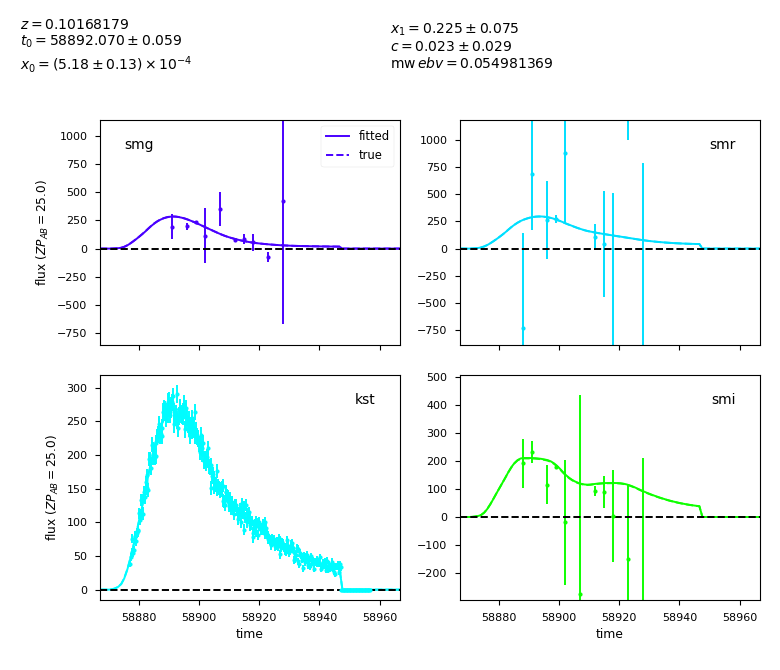 z = 0.10168179
t0 = 58892.070 ± 0.059
x0 = (5.18 ± 0.13) × 10^−4
x1 = 0.225 ± 0.075
c = 0.023 ± 0.029
mw ebv = 0.054981369
smg
fitted
true
1000
750
500
250
0
−250
−500
−750
flux (ZP_AB = 25.0)
smr
1000
750
500
250
0
−250
−500
−750
kst
300
250
200
150
100
50
0
flux (ZP_AB = 25.0)
58880 58900 58920 58940 58960
time
smi
500
400
300
200
100
0
−100
−200
58880 58900 58920 58940 58960
time